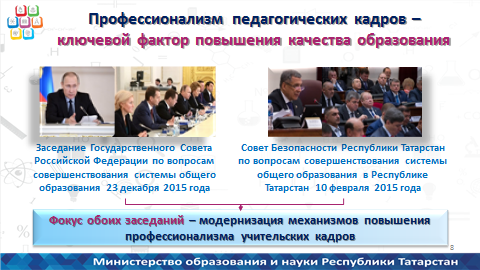 Профессионализм педагогических кадров –
ключевой фактор повышения качества образования
Заседание Государственного Совета
Российской Федерации по вопросам
совершенствования системы общего
образования 23 декабря 2015 года
Совет Безопасности Республики Татарстан
по вопросам совершенствования системы
общего образования в Республике
Татарстан 10 февраля 2015 года
Фокус обоих заседаний – модернизация механизмов повышения
профессионализма учительских кадров
8
Министерство образования и науки Республики Татарстан